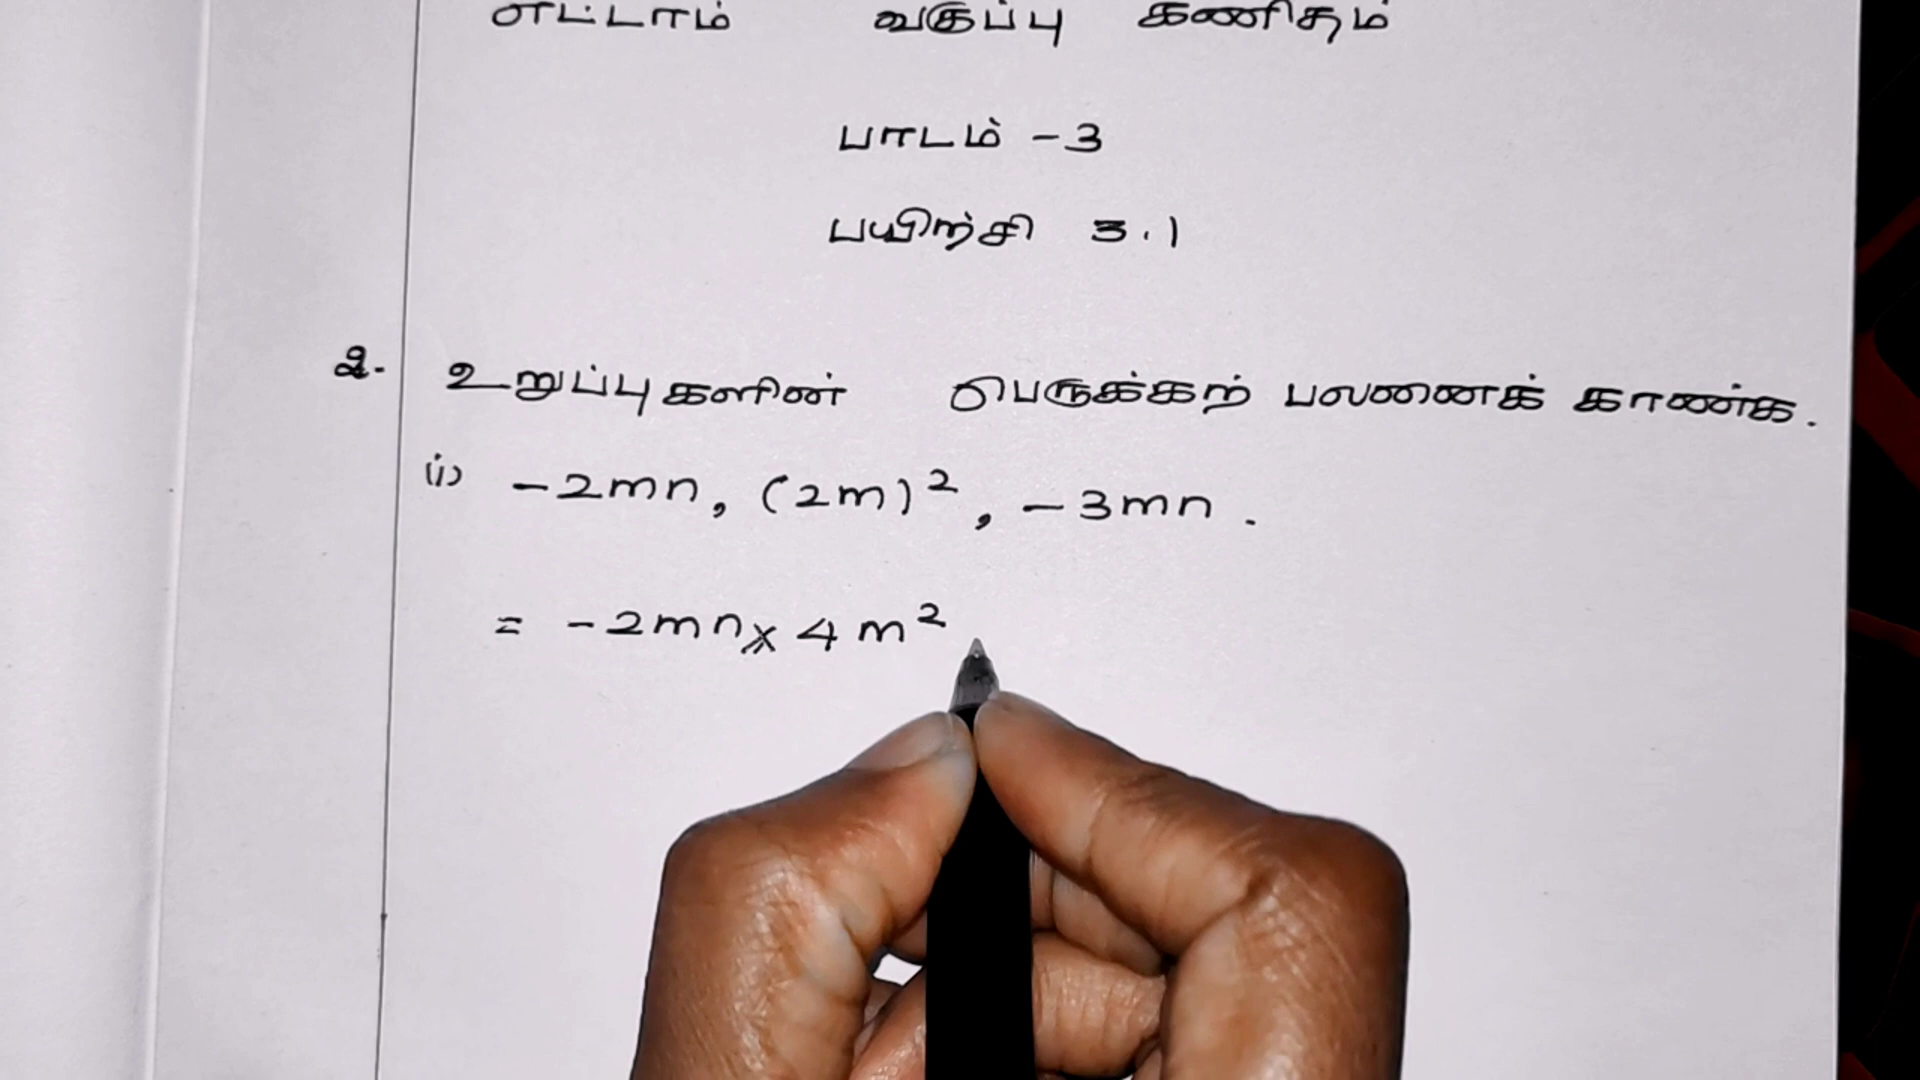 எட்டாம் வகுப்பு கணிதம்
பாடம் -3
பயிற்சி 3.1
2. உறுப்புகளின் பெருக்கற் பலனைக் காண்க.
(i) -2mn, (2m)², -3mn.
= -2mn x 4m²